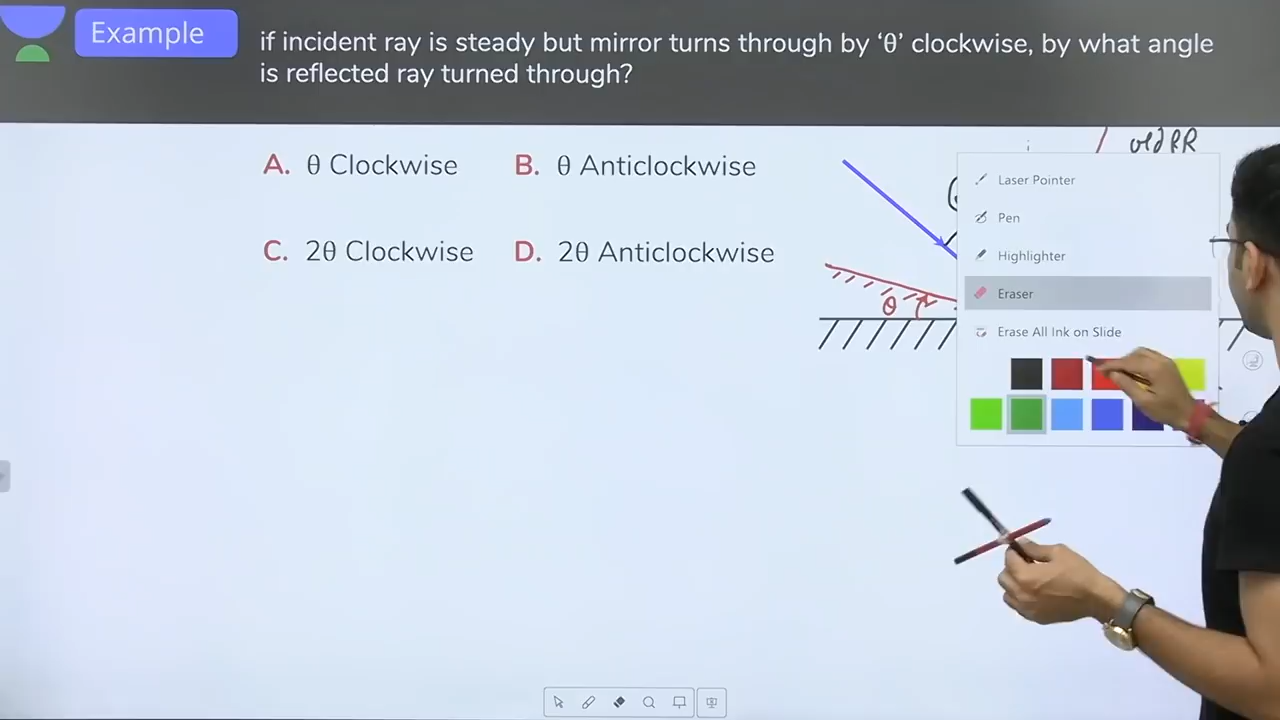 Example
if incident ray is steady but mirror turns through by ‘θ’ clockwise, by what angle
is reflected ray turned through?
A. θ Clockwise
B. θ Anticlockwise
C. 2θ Clockwise
D. 2θ Anticlockwise
old RR
θ
Laser Pointer
Pen
Highlighter
Eraser
Erase All Ink on Slide